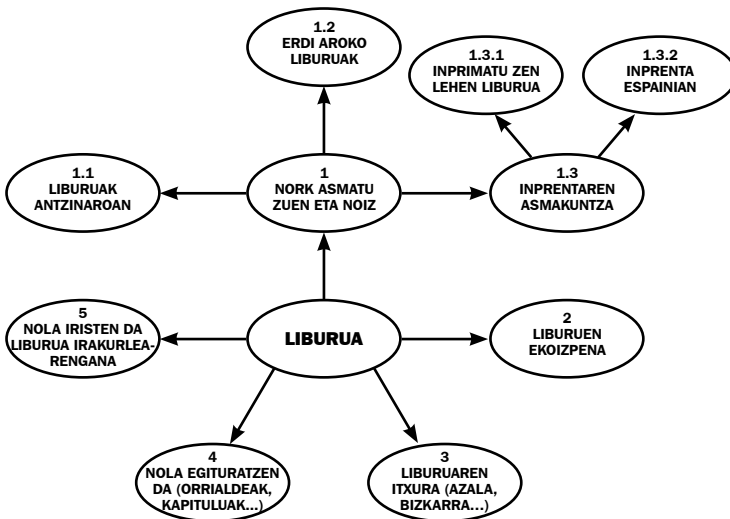 1.2
ERDI AROKO
LIBURUAK
1.3.1
INPRIMATU ZEN
LEHEN LIBURUA
1.3.2
INPRENTA
ESPAINIAN
1.1
LIBURUAK
ANTZINAROAN
1
NORK ASMATU
ZUEN ETA NOIZ
1.3
INPRENTAREN
ASMAKUNTZA
5
NOLA IRISTEN DA
LIBURUA IRAKURLEA-
RENGANA
LIBURUA
2
LIBURUEN
EKOIZPENA
4
NOLA EGITURATZEN
DA (ORRIALDEAK,
KAPITULUAK...)
3
LIBURUAREN
ITXURA (AZALA,
BIZKARRA...)